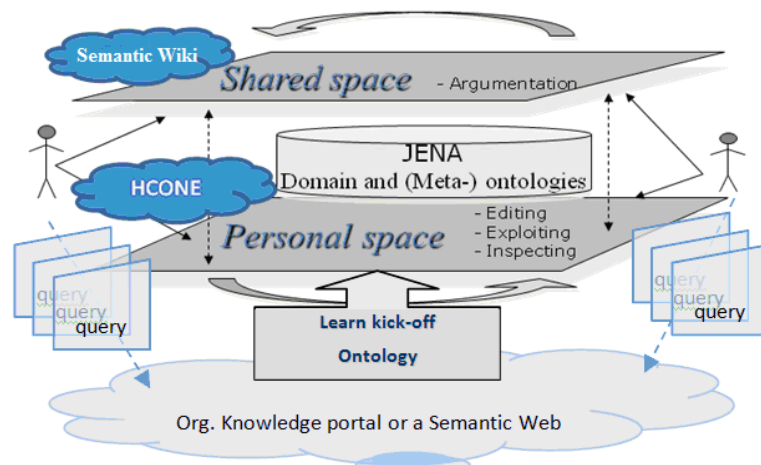 Semantic Wiki
Shared space
- Argumentation
JENA
Domain and (Meta-) ontologies
HCONE
Personal space
- Editing
- Exploiting
- Inspecting
query
query
query
query
query
query
Learn kick-off
Ontology
Org. Knowledge portal or a Semantic Web